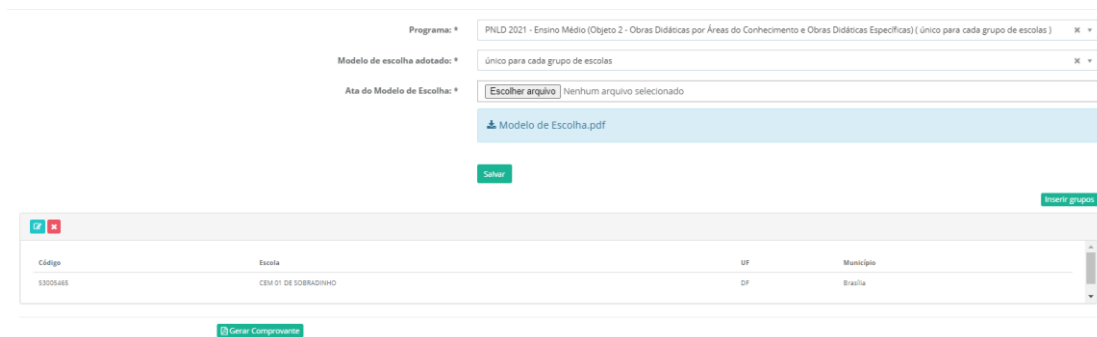 Programa: * PNLD 2021 - Ensino Médio (Objeto 2 - Obras Didáticas por Áreas do Conhecimento e Obras Didáticas Específicas) ( único para cada grupo de escolas )
Modelo de escolha adotado: * único para cada grupo de escolas
Ata do Modelo de Escolha: * Escolher arquivo Nenhum arquivo selecionado
Modelo de Escolha.pdf
Salvar
Inserir grupos
Código Escola UF Município
53005465 CEM 01 DE SOBRADINHO DF Brasília
Gerar Comprovante